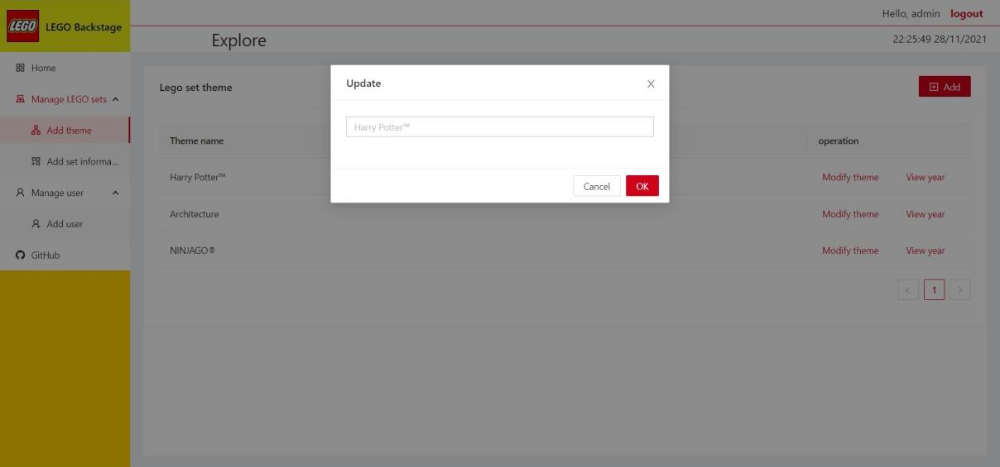 LEGO
LEGO Backstage
Hello, admin logout
Explore
22:25:49 28/11/2021
Home
Manage LEGO sets
Add theme
Add set informa...
Manage user
Add user
GitHub
Lego set theme
Add
Theme name
operation
Harry Potter™
Modify theme View year
Architecture
Modify theme View year
NINJAGO®
Modify theme View year
< 1 >
Update
X
Harry Potter™
Cancel OK